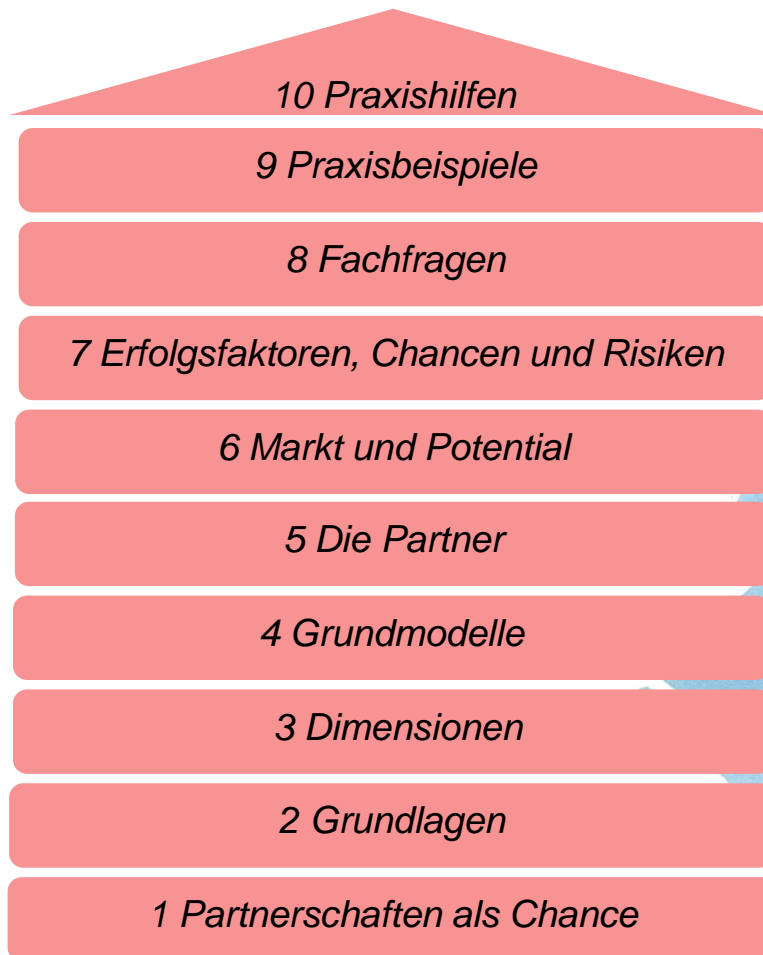 10 Praxishilfen
9 Praxisbeispiele
8 Fachfragen
7 Erfolgsfaktoren, Chancen und Risiken
6 Markt und Potential
5 Die Partner
4 Grundmodelle
3 Dimensionen
2 Grundlagen
1 Partnerschaften als Chance